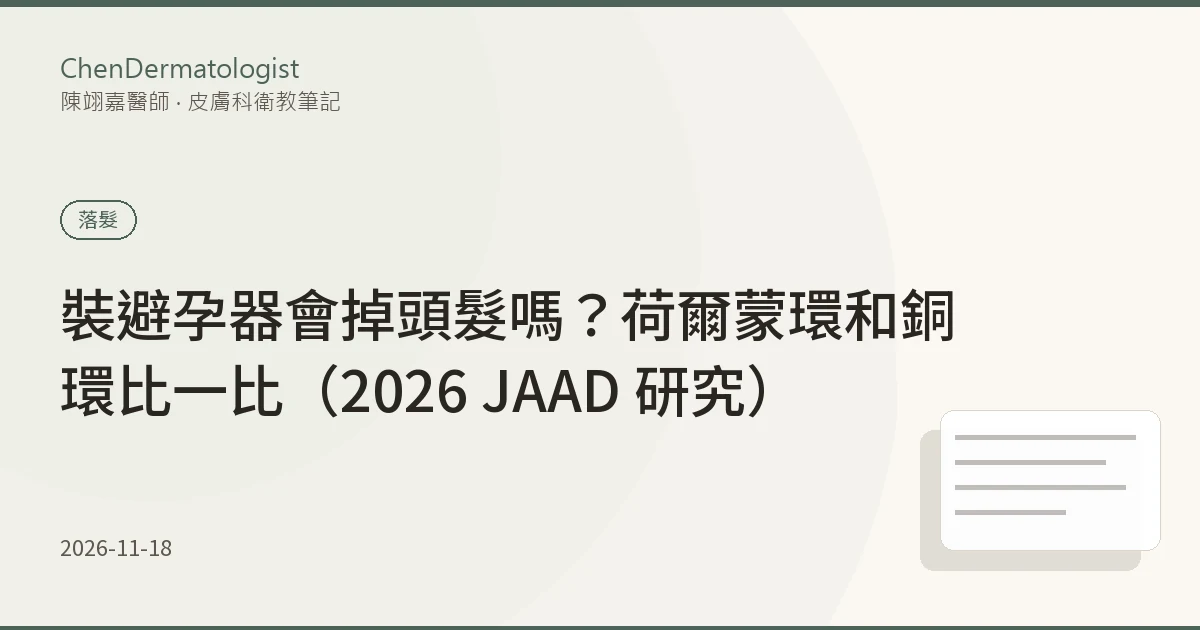 ChenDermatologist
陳翊嘉醫師 · 皮膚科衛教筆記
落髮
裝避孕器會掉頭髮嗎？荷爾蒙環和銅
環比一比（2026 JAAD 研究）
2026-11-18